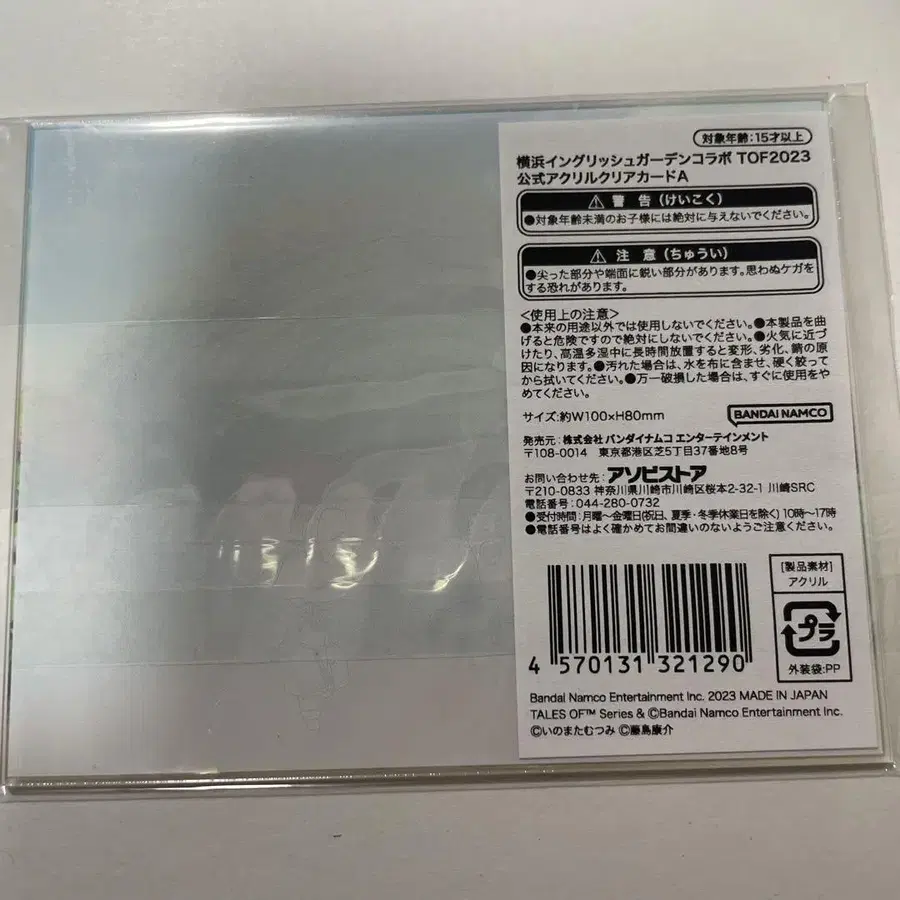 対象年齢:15才以上
横浜イングリッシュガーデンコラボ TOF2023
公式アクリルクリアカードA
⚠ 警 告 (けいこく)
●対象年齢未満のお子様には絶対に与えないでください。
⚠ 注 意 (ちゅうい)
●尖った部分や端面に鋭い部分があります。思わぬケガを
する恐れがあります。
<使用上の注意>
●本来の用途以外では使用しないでください。●本製品を曲
げると危険ですので絶対にしないでください。●火気に近づ
けたり、高温多湿中に長時間放置すると変形、劣化、錆の原
因になります。●汚れた場合は、水を布に含ませ、硬く絞って
から拭いてください。●万一破損した場合は、すぐに使用をや
めてください。
サイズ:約W100×H80mm
BANDAI NAMCO
発売元:株式会社 バンダイナムコ エンターテインメント
〒108-0014 東京都港区芝5丁目37番地8号
お問い合わせ先:アソビストア
〒210-0833 神奈川県川崎市川崎区桜本2-32-1 川崎SRC
電話番号:044-280-0732
●受付時間:月曜～金曜日(祝日、夏季・冬季休業日を除く) 10時～17時
●電話番号はよく確かめてお間違いのないようご注意ください。
4 570131 321290
[製品素材]
アクリル
プラ
外装袋:PP
Bandai Namco Entertainment Inc. 2023 MADE IN JAPAN
TALES OF™ Series & ©Bandai Namco Entertainment Inc.
©いのまたむつみ ©藤島康介